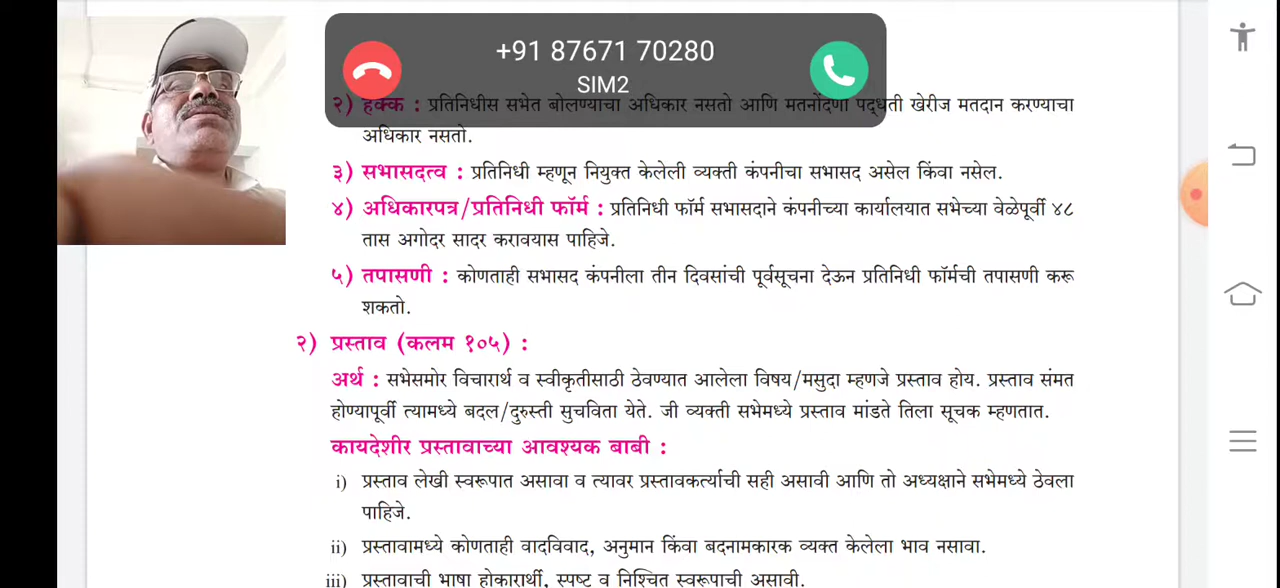 +91 87671 70280
SIM2
२) हक्क : प्रतिनिधीस सभेत बोलण्याचा अधिकार नसतो आणि मतनोंदणी पद्धती खेरीज मतदान करण्याचा
अधिकार नसतो.
३) सभासदत्व : प्रतिनिधी म्हणून नियुक्त केलेली व्यक्ती कंपनीचा सभासद असेल किंवा नसेल.
४) अधिकारपत्र/प्रतिनिधी फॉर्म : प्रतिनिधी फॉर्म सभासदाने कंपनीच्या कार्यालयात सभेच्या वेळेपूर्वी ४८
तास अगोदर सादर करावयास पाहिजे.
५) तपासणी : कोणताही सभासद कंपनीला तीन दिवसांची पूर्वसूचना देऊन प्रतिनिधी फॉर्मची तपासणी करू
शकतो.
२) प्रस्ताव (कलम १०५) :
अर्थ : सभेसमोर विचारार्थ व स्वीकृतीसाठी ठेवण्यात आलेला विषय/मसुदा म्हणजे प्रस्ताव होय. प्रस्ताव संमत
होण्यापूर्वी त्यामध्ये बदल/दुरुस्ती सुचविता येते. जी व्यक्ती सभेमध्ये प्रस्ताव मांडते तिला सूचक म्हणतात.
कायदेशीर प्रस्तावाच्या आवश्यक बाबी :
i) प्रस्ताव लेखी स्वरूपात असावा व त्यावर प्रस्तावकर्त्याची सही असावी आणि तो अध्यक्षाने सभेमध्ये ठेवला
पाहिजे.
ii) प्रस्तावामध्ये कोणताही वादविवाद, अनुमान किंवा बदनामकारक व्यक्त केलेला भाव नसावा.
iii) प्रस्तावाची भाषा होकारार्थी, स्पष्ट व निश्चित स्वरूपाची असावी.